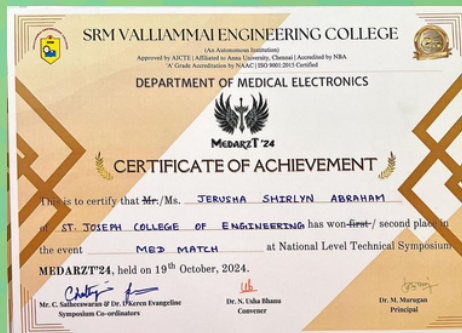 SRM VALLIAMMAI ENGINEERING COLLEGE
(An Autonomous Institution)
Approved by AICTE | Affiliated to Anna University, Chennai | Accredited by NBA
'A' Grade Accreditation by NAAC | ISO 9001:2015 Certified
DEPARTMENT OF MEDICAL ELECTRONICS
MEDARZT '24
CERTIFICATE OF ACHIEVEMENT
This is to certify that Mr./Ms. JERUSHA SHIRLYN ABRAHAM
of ST. JOSEPH COLLEGE OF ENGINEERING has won first / second place in
the event MED MATCH at National Level Technical Symposium
MEDARZT'24, held on 19th October, 2024.
Mr. C. Satheeswaran & Dr. I. Keren Evangeline
Symposium Co-ordinators
Dr. N. Usha Bhanu
Convener
Dr. M. Murugan
Principal